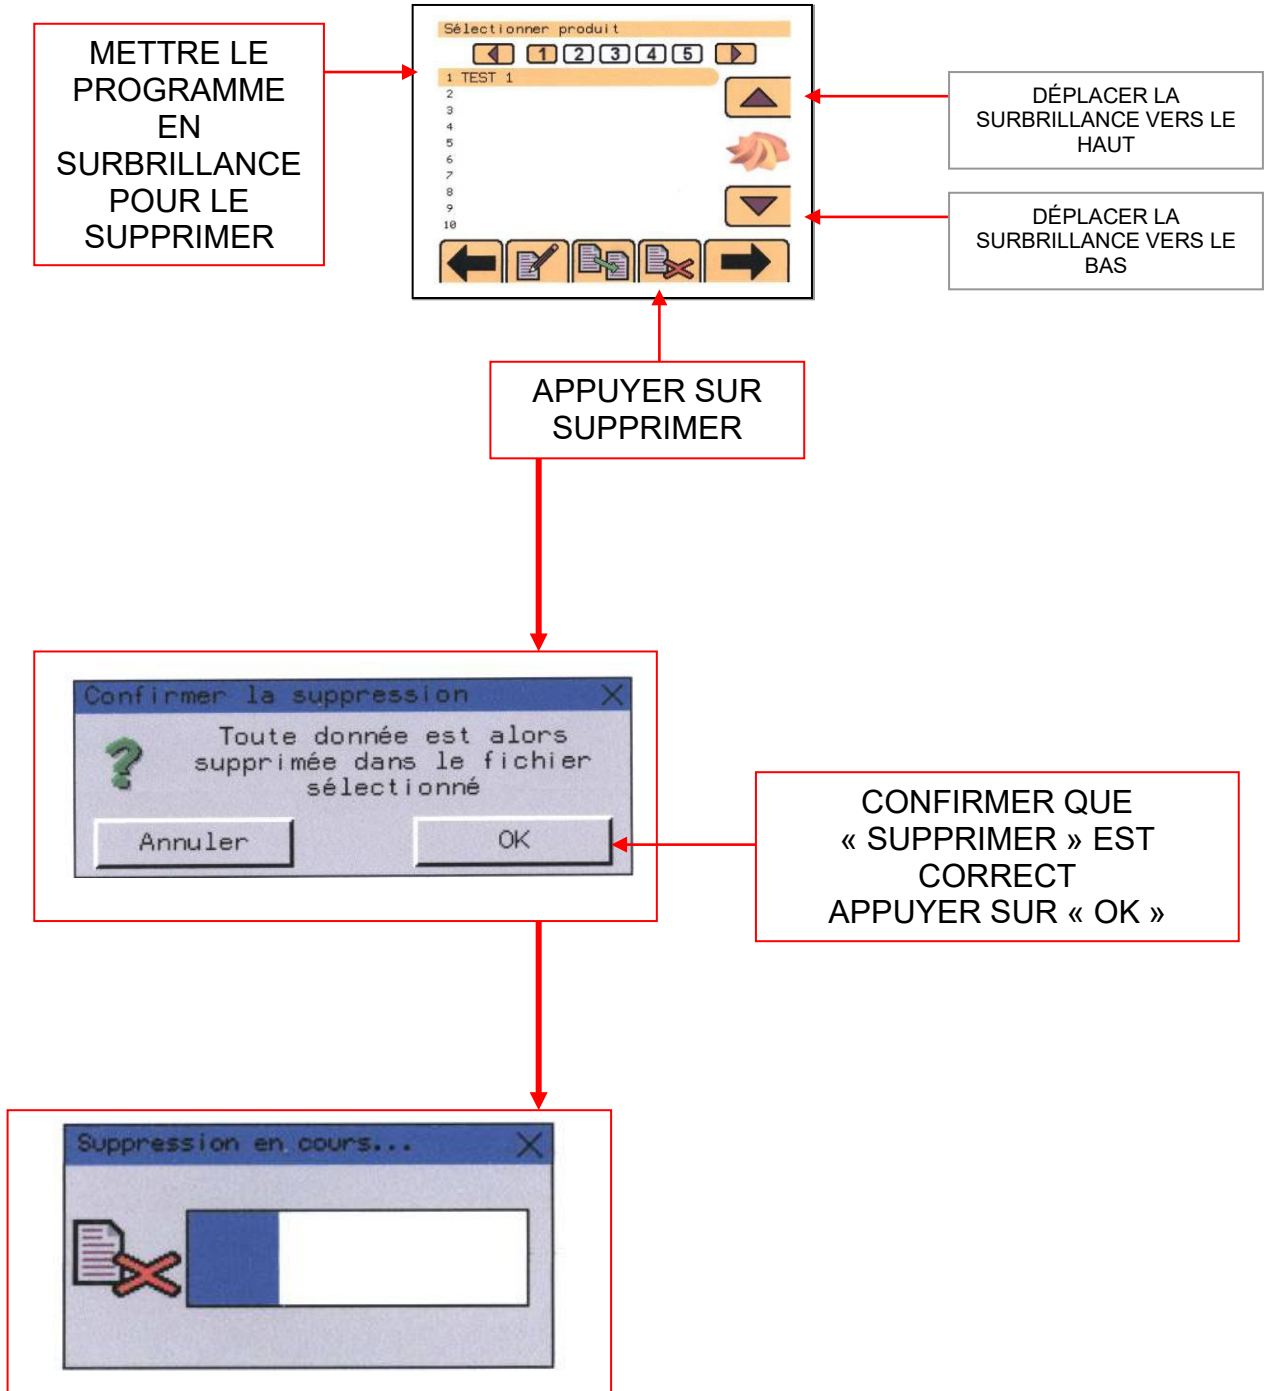 METTRE LE
PROGRAMME
EN
SURBRILLANCE
POUR LE
SUPPRIMER
Sélectionner produit
1 2 3 4 5
1 TEST 1
2
3
4
5
6
7
8
9
10
DÉPLACER LA
SURBRILLANCE VERS LE
HAUT
DÉPLACER LA
SURBRILLANCE VERS LE
BAS
APPUYER SUR
SUPPRIMER
Confirmer la suppression
Toute donnée est alors
supprimée dans le fichier
sélectionné
Annuler OK
CONFIRMER QUE
« SUPPRIMER » EST
CORRECT
APPUYER SUR « OK »
Suppression en cours...